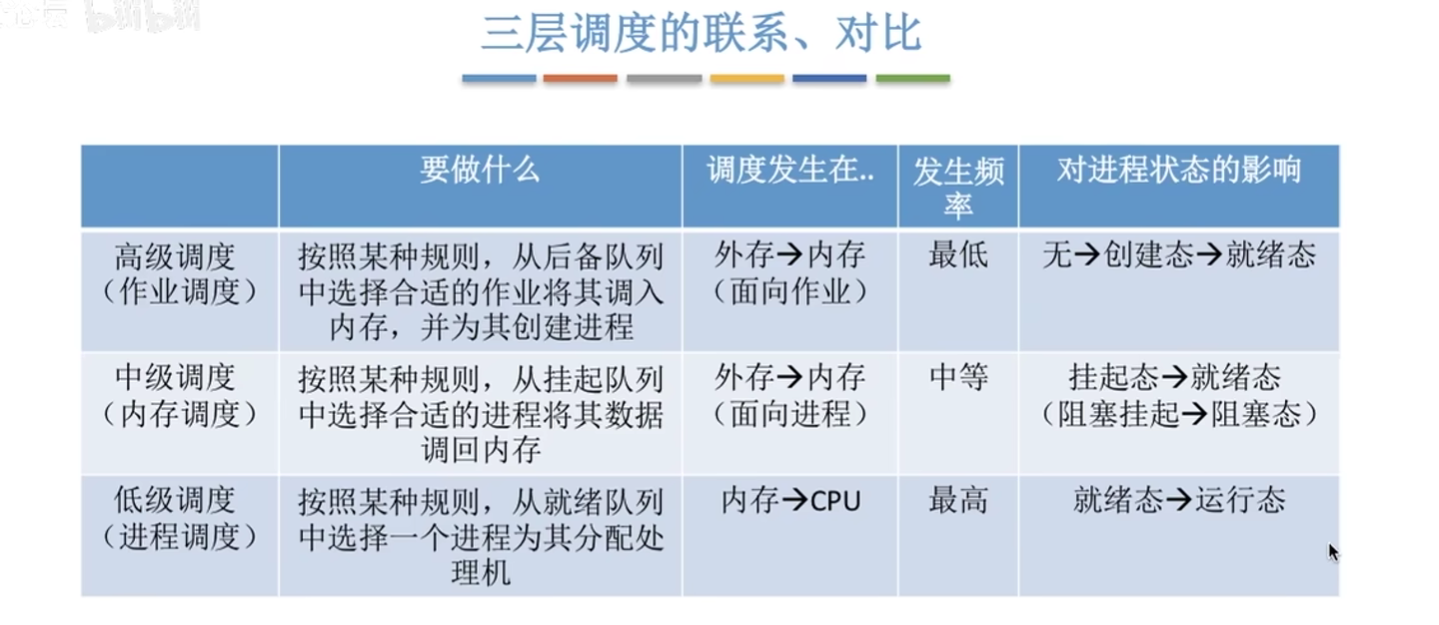 bilibili
三层调度的联系、对比
要做什么
调度发生在..
发生频
率
对进程状态的影响
高级调度
（作业调度）
按照某种规则，从后备队列
中选择合适的作业将其调入
内存，并为其创建进程
外存→内存
（面向作业）
最低
无→创建态→就绪态
中级调度
（内存调度）
按照某种规则，从挂起队列
中选择合适的进程将其数据
调回内存
外存→内存
（面向进程）
中等
挂起态→就绪态
（阻塞挂起→阻塞态）
低级调度
（进程调度）
按照某种规则，从就绪队列
中选择一个进程为其分配处
理机
内存→CPU
最高
就绪态→运行态